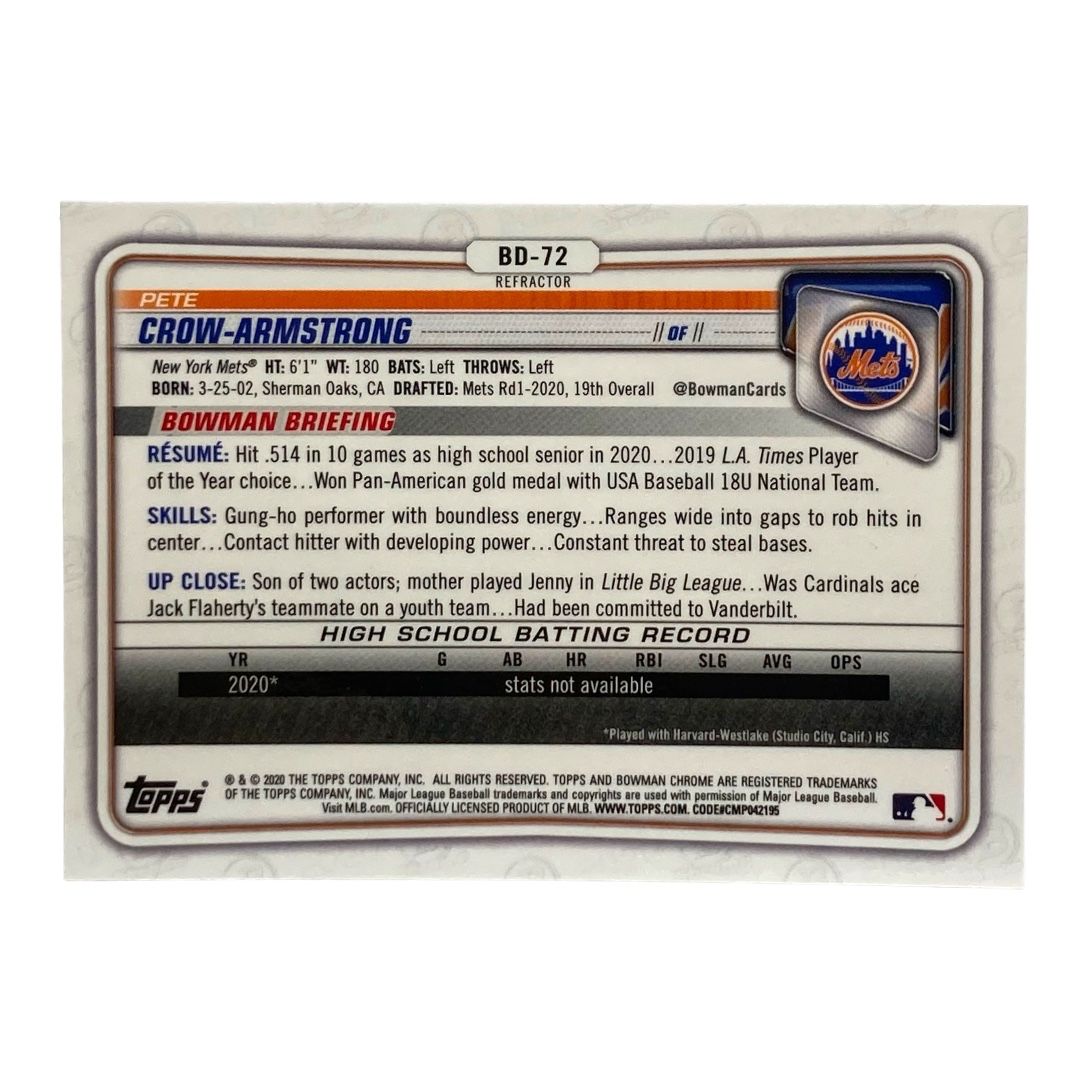 BD-72
REFRACTOR
PETE
CROW-ARMSTRONG // OF //
New York Mets® HT: 6'1" WT: 180 BATS: Left THROWS: Left
BORN: 3-25-02, Sherman Oaks, CA DRAFTED: Mets Rd1-2020, 19th Overall @BowmanCards
Mets
BOWMAN BRIEFING
RÉSUMÉ: Hit .514 in 10 games as high school senior in 2020...2019 L.A. Times Player
of the Year choice...Won Pan-American gold medal with USA Baseball 18U National Team.
SKILLS: Gung-ho performer with boundless energy...Ranges wide into gaps to rob hits in
center...Contact hitter with developing power...Constant threat to steal bases.
UP CLOSE: Son of two actors; mother played Jenny in Little Big League...Was Cardinals ace
Jack Flaherty's teammate on a youth team...Had been committed to Vanderbilt.
HIGH SCHOOL BATTING RECORD
YR G AB HR RBI SLG AVG OPS
2020* stats not available
*Played with Harvard-Westlake (Studio City, Calif.) HS
topps®
® & © 2020 THE TOPPS COMPANY, INC. ALL RIGHTS RESERVED. TOPPS AND BOWMAN CHROME ARE REGISTERED TRADEMARKS
OF THE TOPPS COMPANY, INC. Major League Baseball trademarks and copyrights are used with permission of Major League Baseball.
Visit MLB.com. OFFICIALLY LICENSED PRODUCT OF MLB. WWW.TOPPS.COM. CODE#CMP042195